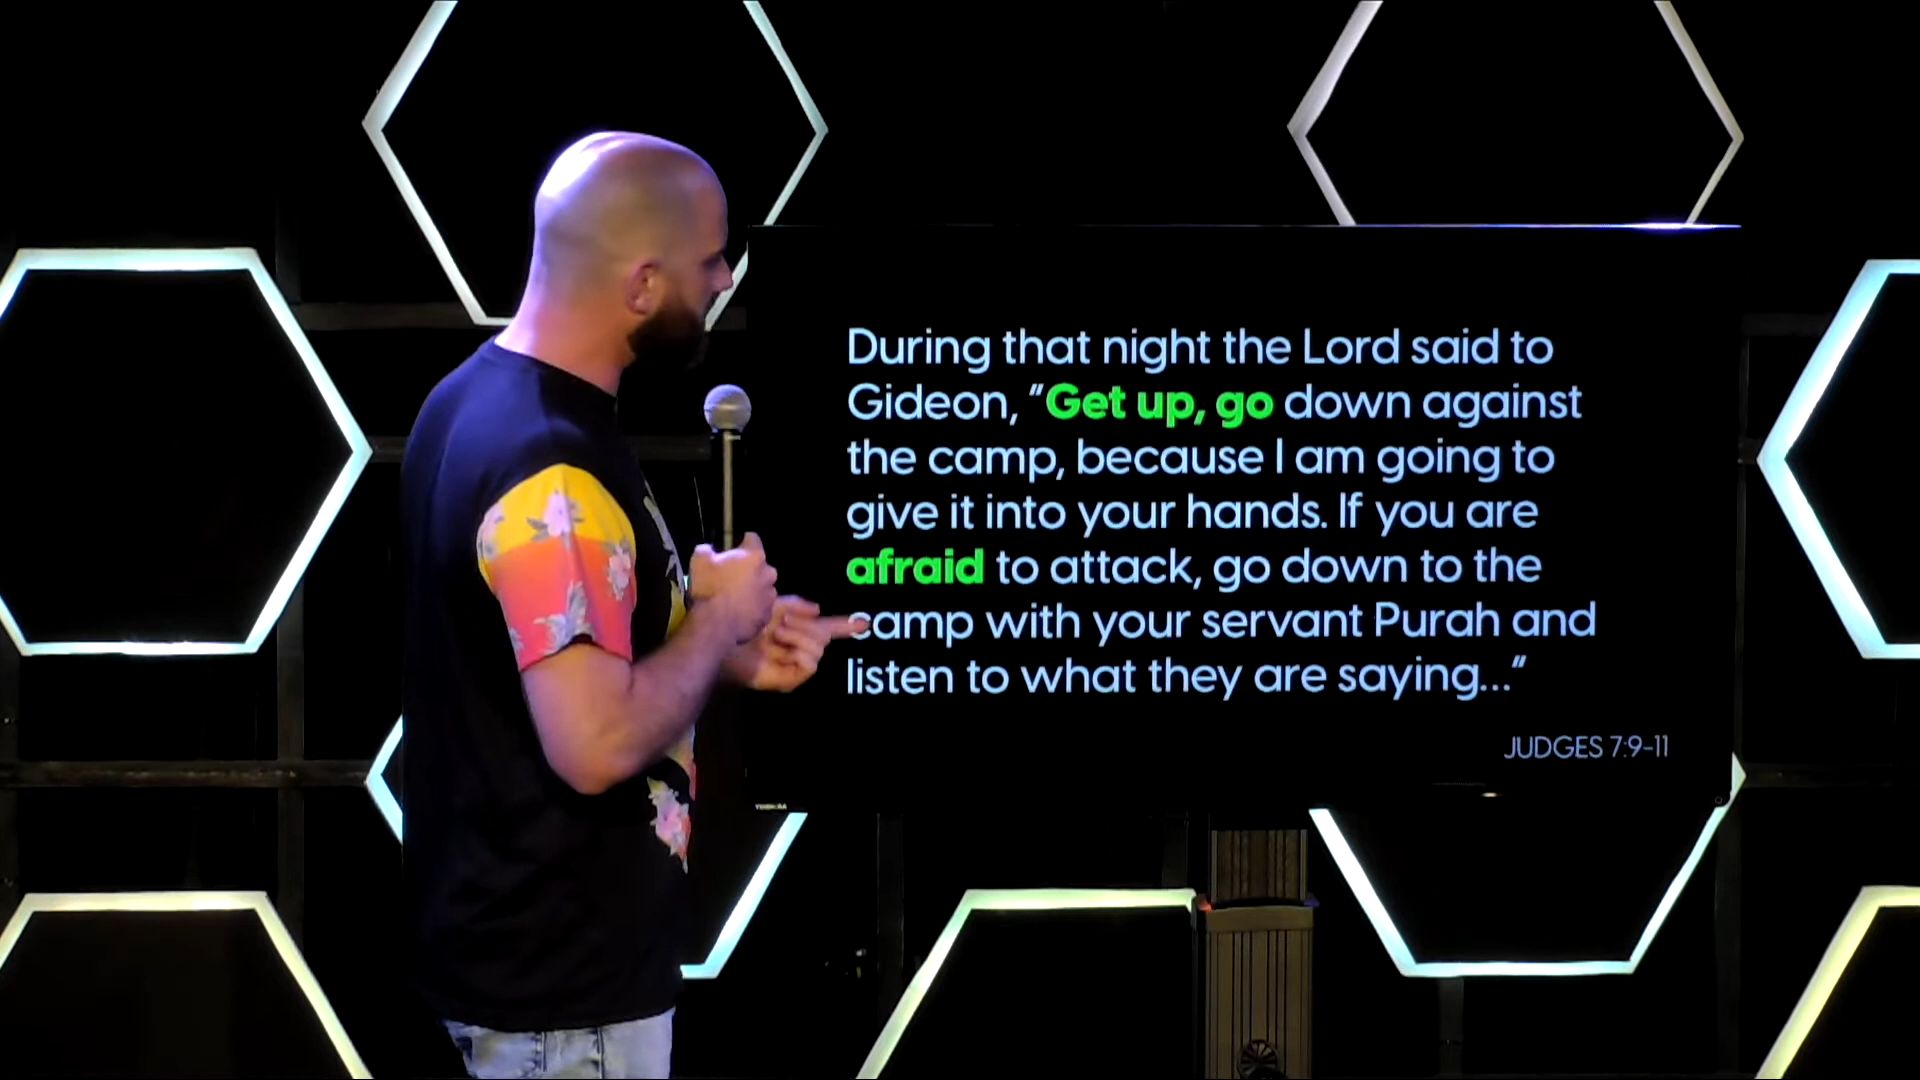 During that night the Lord said to
Gideon, “Get up, go down against
the camp, because I am going to
give it into your hands. If you are
afraid to attack, go down to the
camp with your servant Purah and
listen to what they are saying...“
JUDGES 7:9-11
TOSHIBA